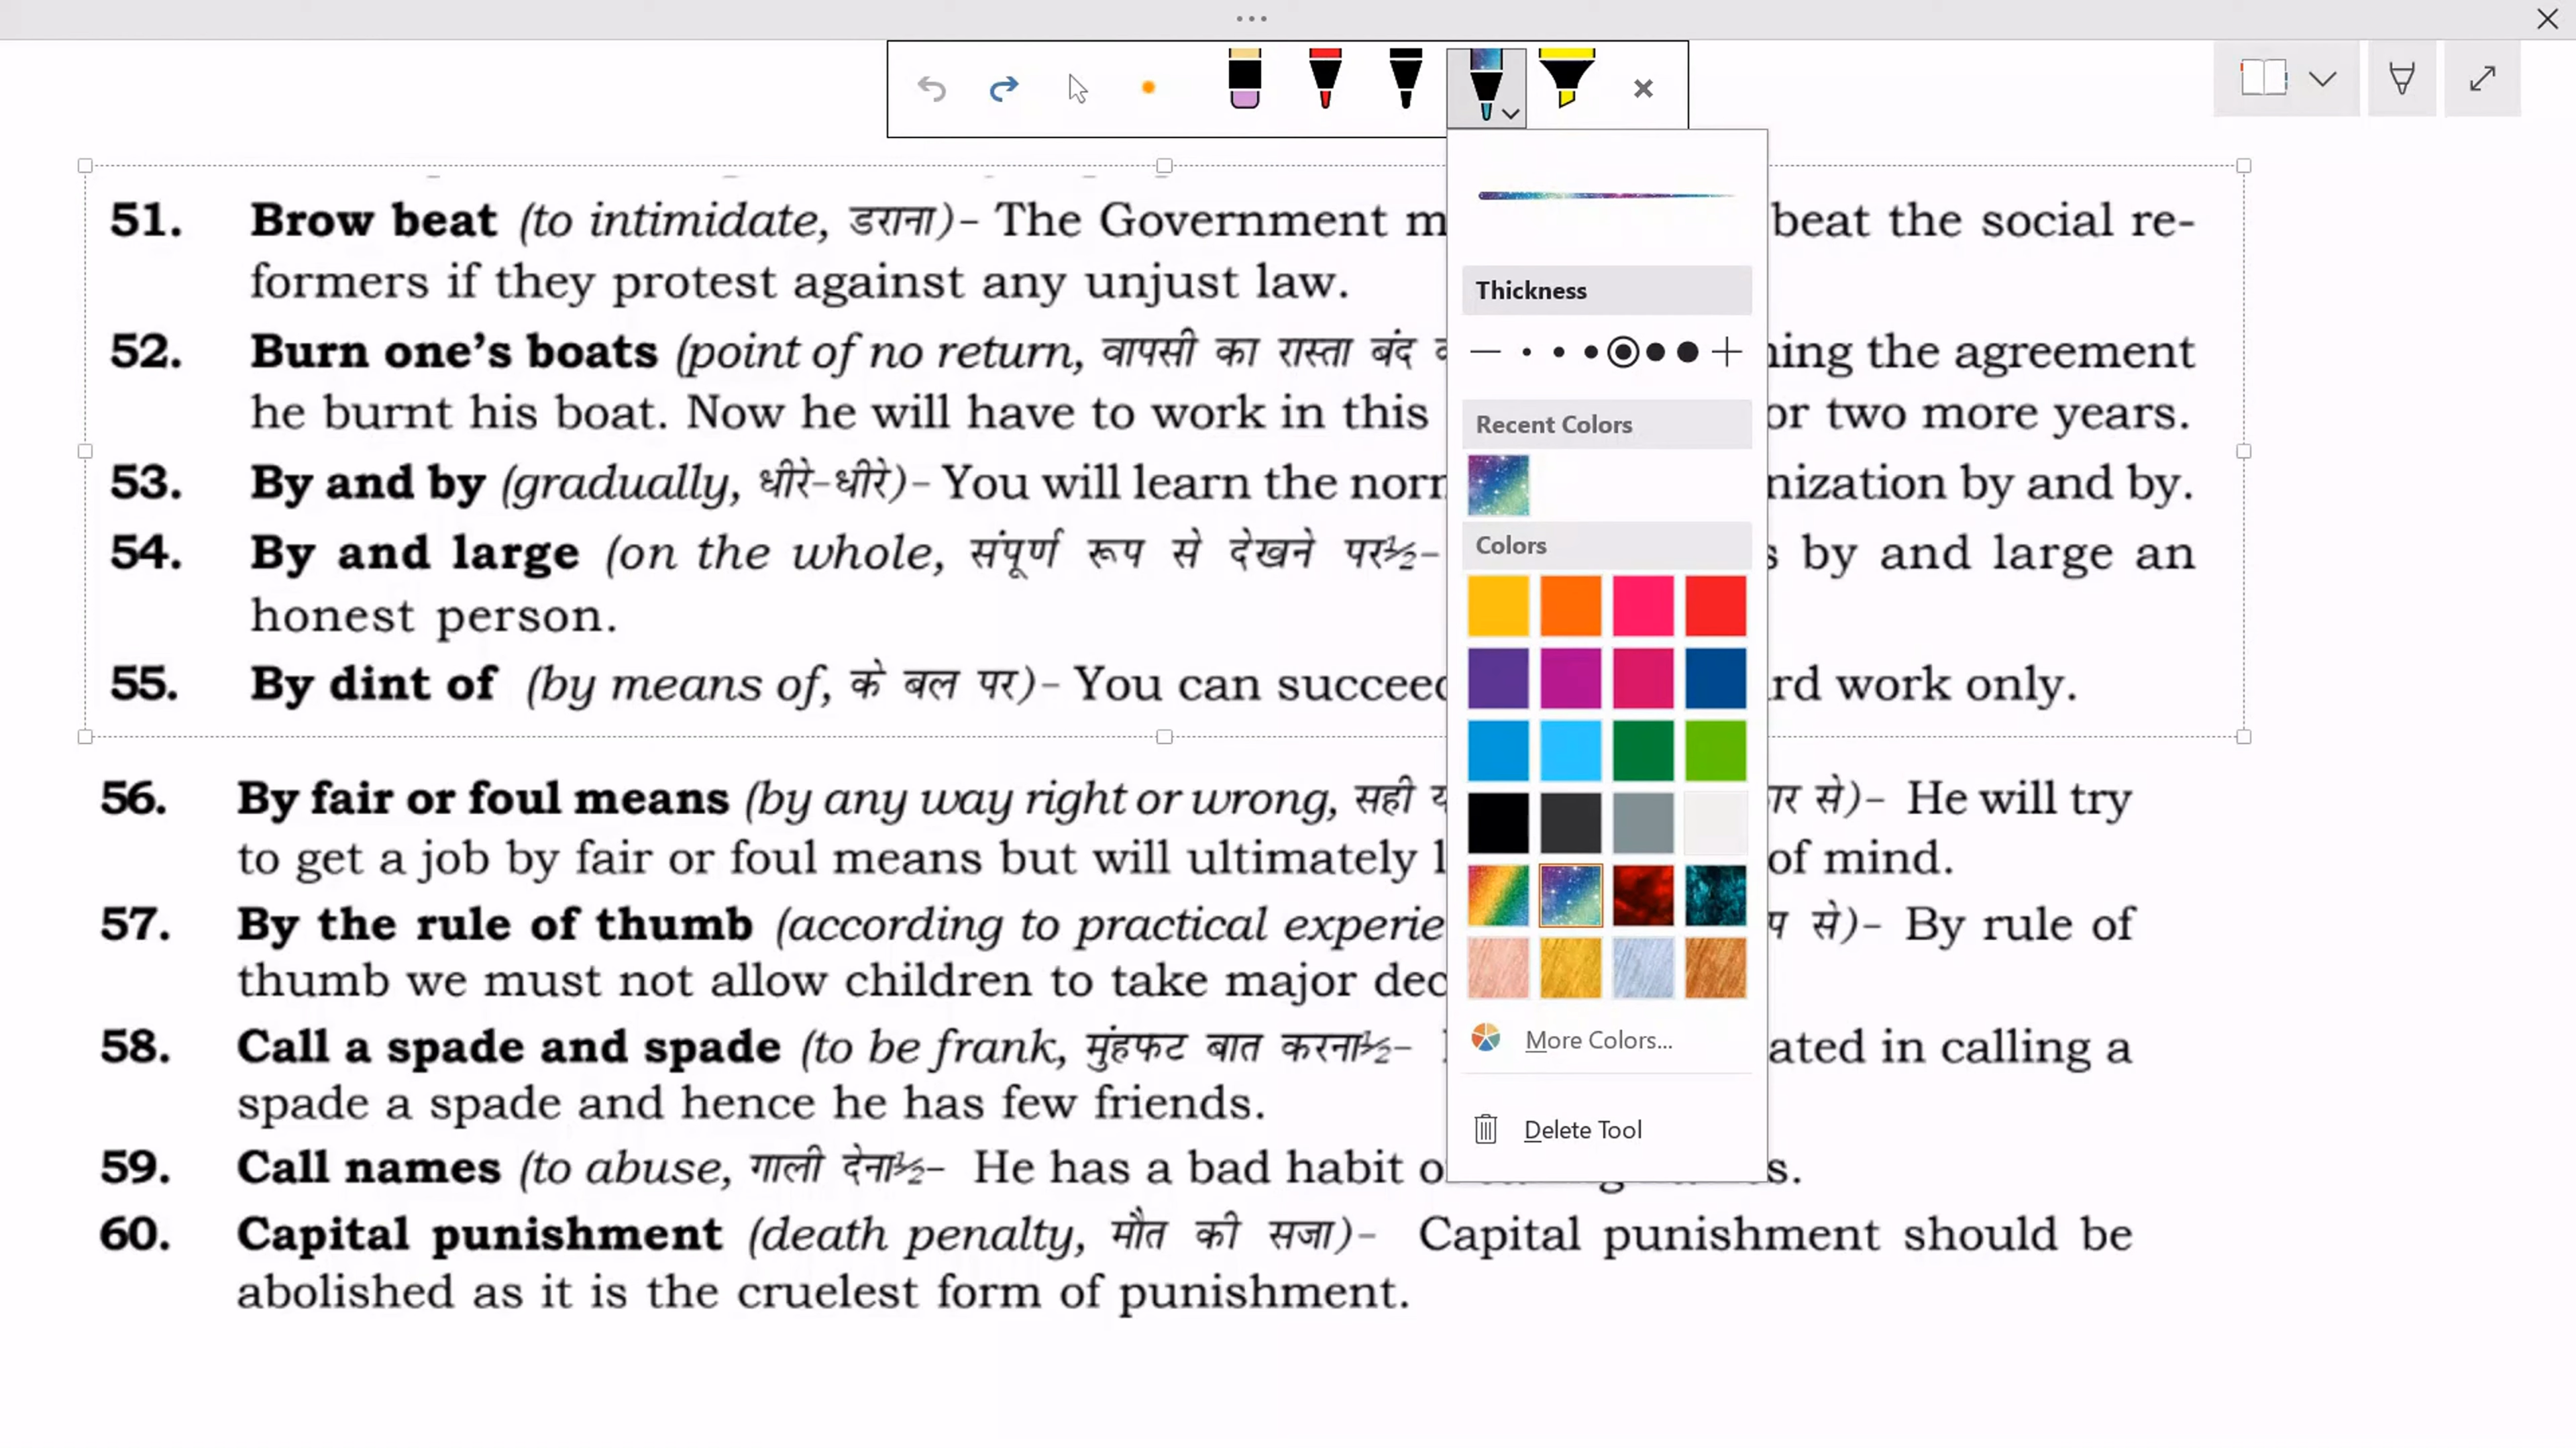 51. Brow beat (to intimidate, डराना)- The Government m beat the social re-
formers if they protest against any unjust law.
52. Burn one's boats (point of no return, वापसी का रास्ता बंद the agreement
he burnt his boat. Now he will have to work in this or two more years.
53. By and by (gradually, धीरे-धीरे)- You will learn the by and by.
54. By and large (on the whole, संपूर्ण रूप से देखने पर½- by and large an
honest person.
55. By dint of (by means of, के बल पर)- You can work only.
56. By fair or foul means (by any way right or wrong, सही से)- He will try
to get a job by fair or foul means but will ultimately of mind.
57. By the rule of thumb (according to practical से)- By rule of
thumb we must not allow children to take major
58. Call a spade and spade (to be frank, मुंहफट बात करना½- in calling a
spade a spade and hence he has few friends.
59. Call names (to abuse, गाली देना½- He has a bad habit
60. Capital punishment (death penalty, मौत की सजा)- Capital punishment should be
abolished as it is the cruelest form of punishment.
Thickness
Recent Colors
Colors
More Colors...
Delete Tool